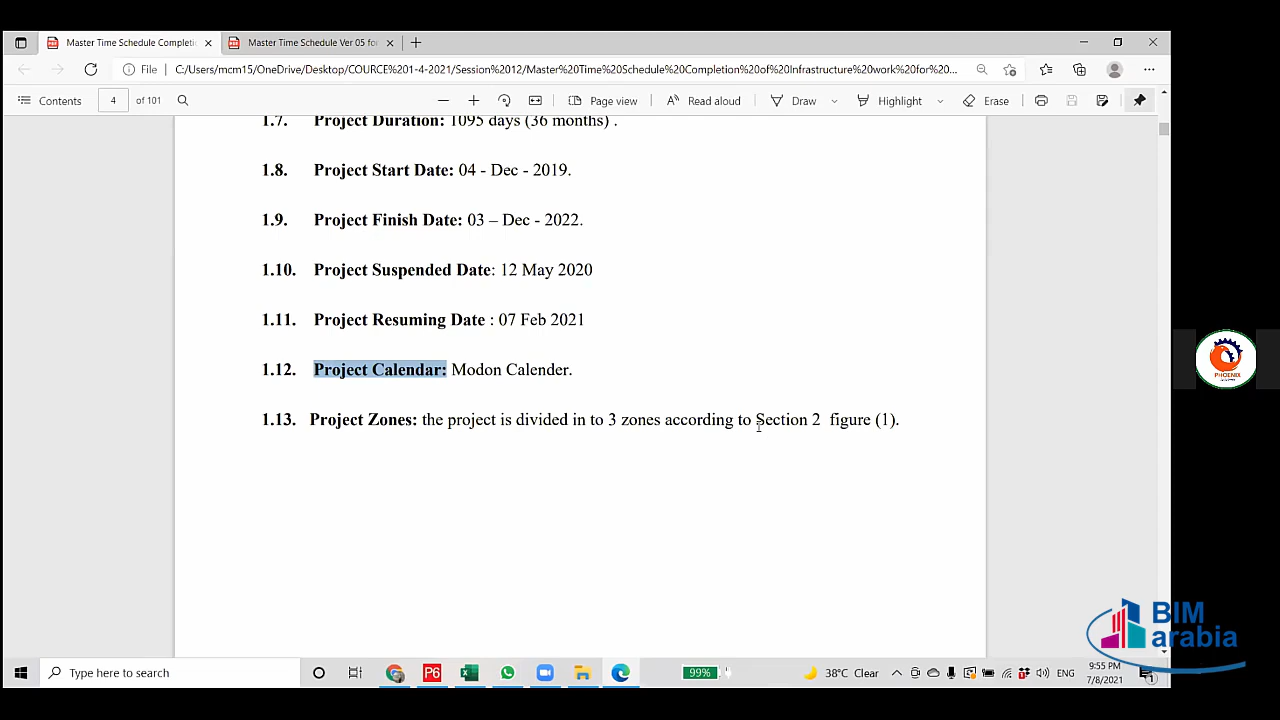 Master Time Schedule Completi
Master Time Schedule Ver 05 for
File
C:/Users/mcm15/OneDrive/Desktop/COURCE%201-4-2021/Session%2012/Master%20Time%20Schedule%20Completion%20of%20Infrastructure%20work%20for%20...
Contents
4
of 101
Page view
Read aloud
Draw
Highlight
Erase
1.7. Project Duration: 1095 days (36 months) .
1.8. Project Start Date: 04 - Dec - 2019.
1.9. Project Finish Date: 03 – Dec - 2022.
1.10. Project Suspended Date: 12 May 2020
1.11. Project Resuming Date : 07 Feb 2021
1.12. Project Calendar: Modon Calender.
1.13. Project Zones: the project is divided in to 3 zones according to Section 2 figure (1).
PHOENIX
BIM
arabia
Type here to search
P6
99%
38°C Clear
ENG
9:55 PM
7/8/2021
1